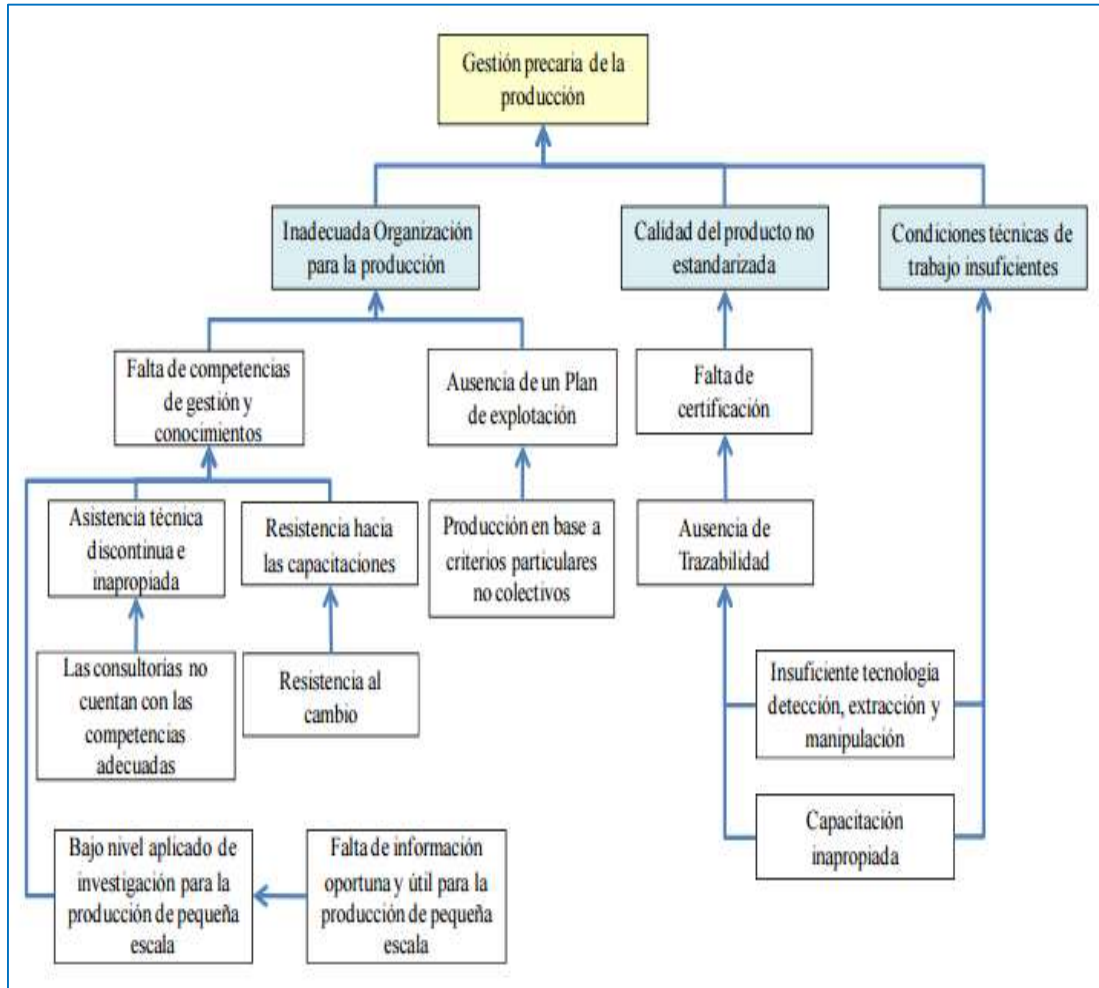 Gestión precaria de la
producción
Inadecuada Organización
para la producción
Calidad del producto no
estandarizada
Condiciones técnicas de
trabajo insuficientes
Falta de competencias
de gestión y
conocimientos
Ausencia de un Plan
de explotación
Falta de
certificación
Asistencia técnica
discontinua e
inapropiada
Resistencia hacia
las capacitaciones
Producción en base a
criterios particulares
no colectivos
Ausencia de
Trazabilidad
Las consultorías no
cuentan con las
competencias
adecuadas
Resistencia al
cambio
Insuficiente tecnología
detección, extracción y
manipulación
Capacitación
inapropiada
Bajo nivel aplicado de
investigación para la
producción de pequeña
escala
Falta de información
oportuna y útil para la
producción de pequeña
escala